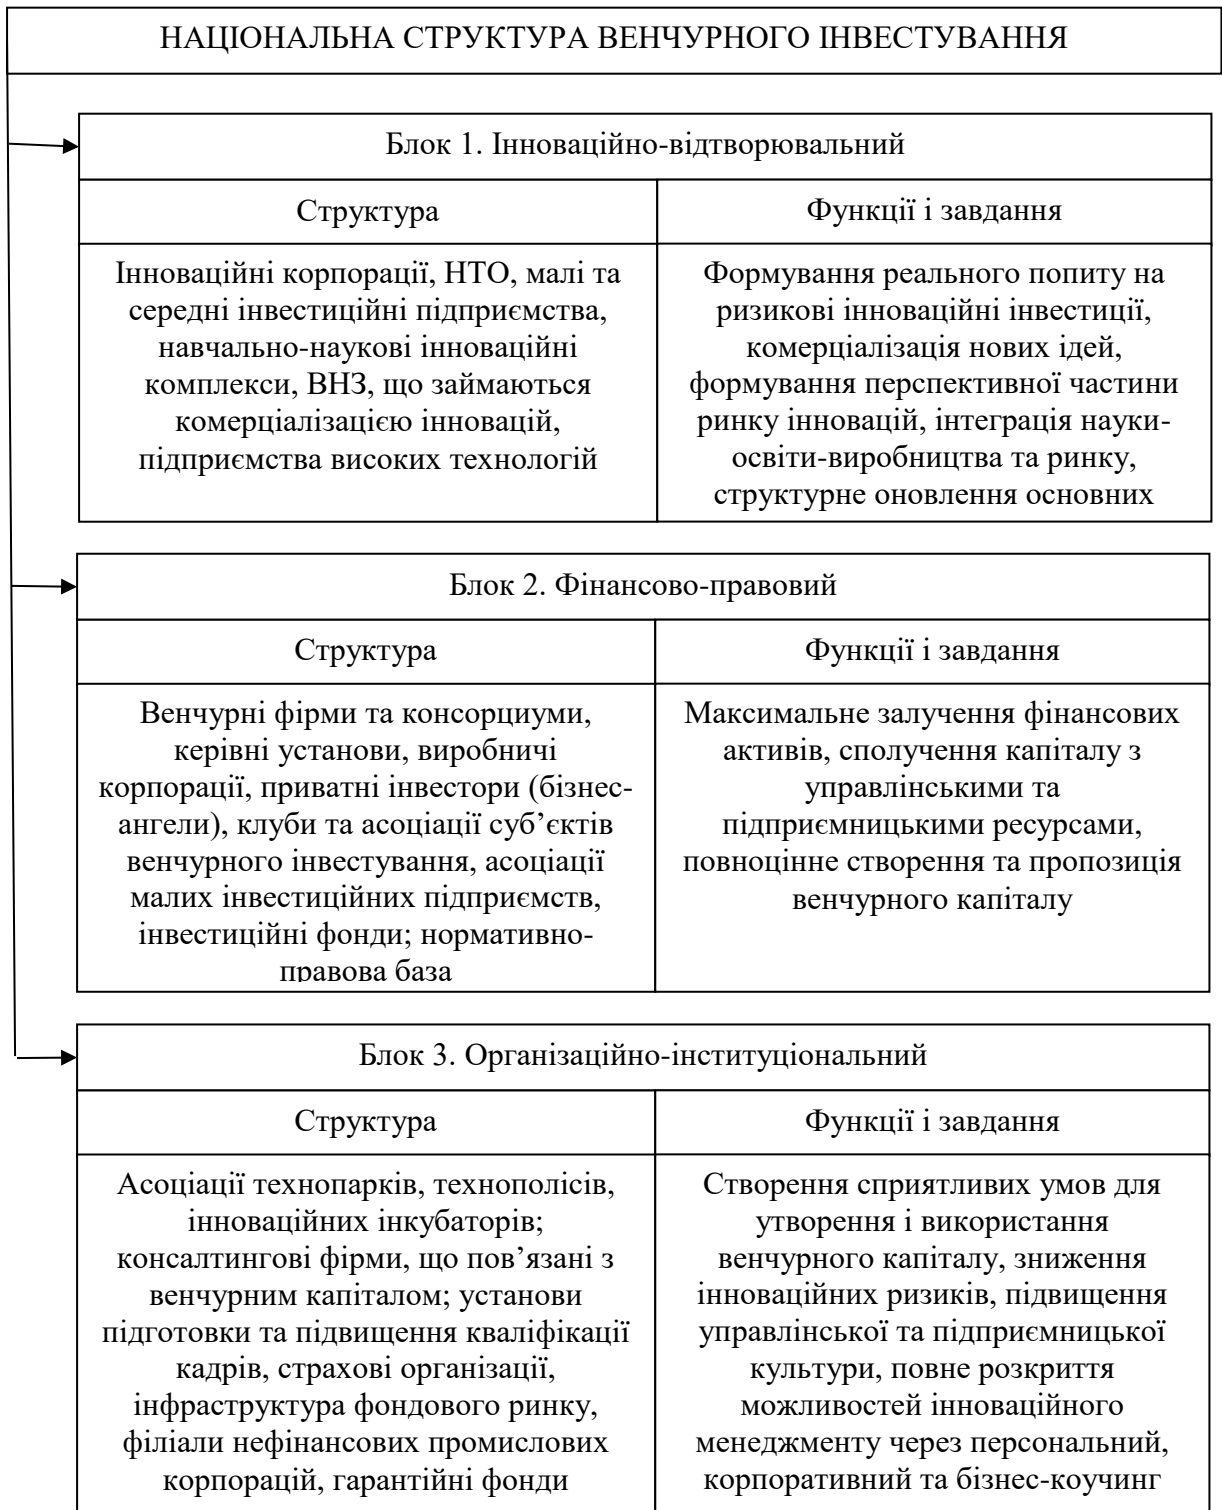 НАЦІОНАЛЬНА СТРУКТУРА ВЕНЧУРНОГО ІНВЕСТУВАННЯ
Блок 1. Інноваційно-відтворювальний
Структура
Функції і завдання
Інноваційні корпорації, НТО, малі та
середні інвестиційні підприємства,
навчально-наукові інноваційні
комплекси, ВНЗ, що займаються
комерціалізацією інновацій,
підприємства високих технологій
Формування реального попиту на
ризикові інноваційні інвестиції,
комерціалізація нових ідей,
формування перспективної частини
ринку інновацій, інтеграція науки-
освіти-виробництва та ринку,
структурне оновлення основних
Блок 2. Фінансово-правовий
Структура
Функції і завдання
Венчурні фірми та консорциуми,
керівні установи, виробничі
корпорації, приватні інвестори (бізнес-
ангели), клуби та асоціації суб’єктів
венчурного інвестування, асоціації
малих інвестиційних підприємств,
інвестиційні фонди; нормативно-
правова база
Максимальне залучення фінансових
активів, сполучення капіталу з
управлінськими та
підприємницькими ресурсами,
повноцінне створення та пропозиція
венчурного капіталу
Блок 3. Організаційно-інституціональний
Структура
Функції і завдання
Асоціації технопарків, технополісів,
інноваційних інкубаторів;
консалтингові фірми, що пов’язані з
венчурним капіталом; установи
підготовки та підвищення кваліфікації
кадрів, страхові організації,
інфраструктура фондового ринку,
філіали нефінансових промислових
корпорацій, гарантійні фонди
Створення сприятливих умов для
утворення і використання
венчурного капіталу, зниження
інноваційних ризиків, підвищення
управлінської та підприємницької
культури, повне розкриття
можливостей інноваційного
менеджменту через персональний,
корпоративний та бізнес-коучинг